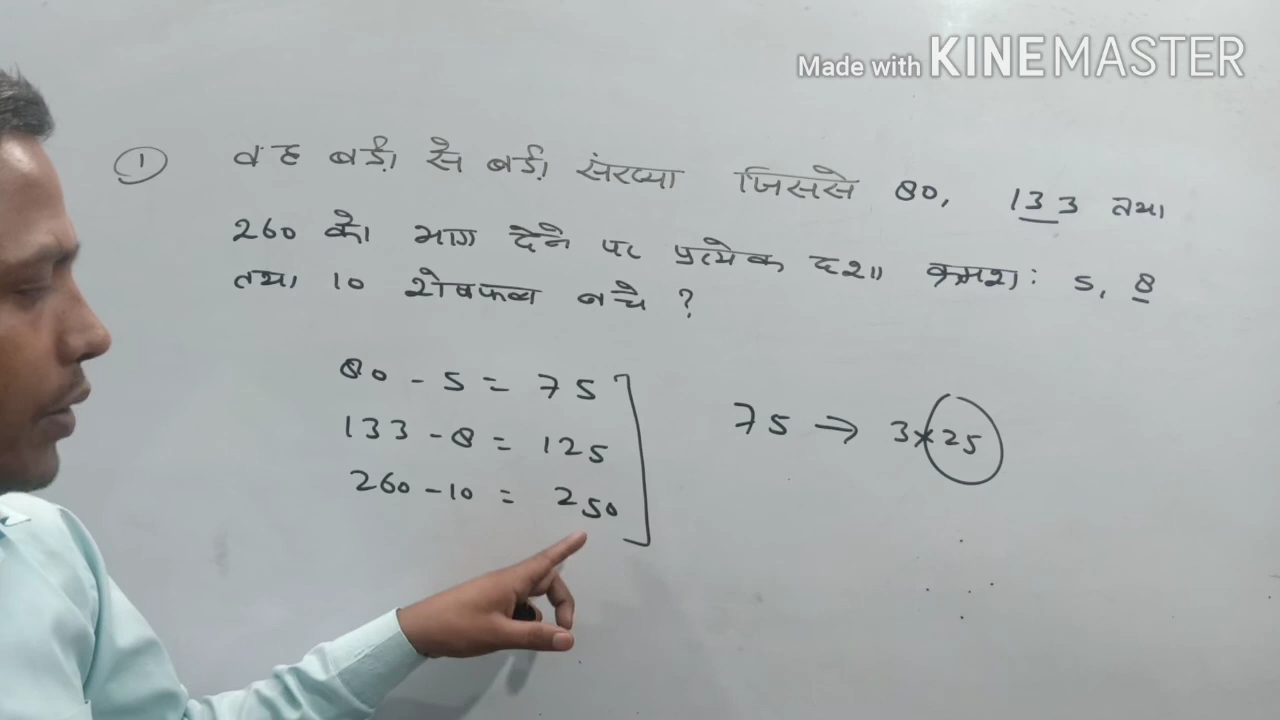 Made with KINEMASTER
① वह बड़ी से बड़ी संख्या जिससे 80, 133 तथा
260 को भाग देने पर प्रत्येक दशा क्रमश: 5, 8
तथा 10 शेषफल बचे ?
80 - 5 = 75
133 - 8 = 125
260 - 10 = 250
75 → 3*25